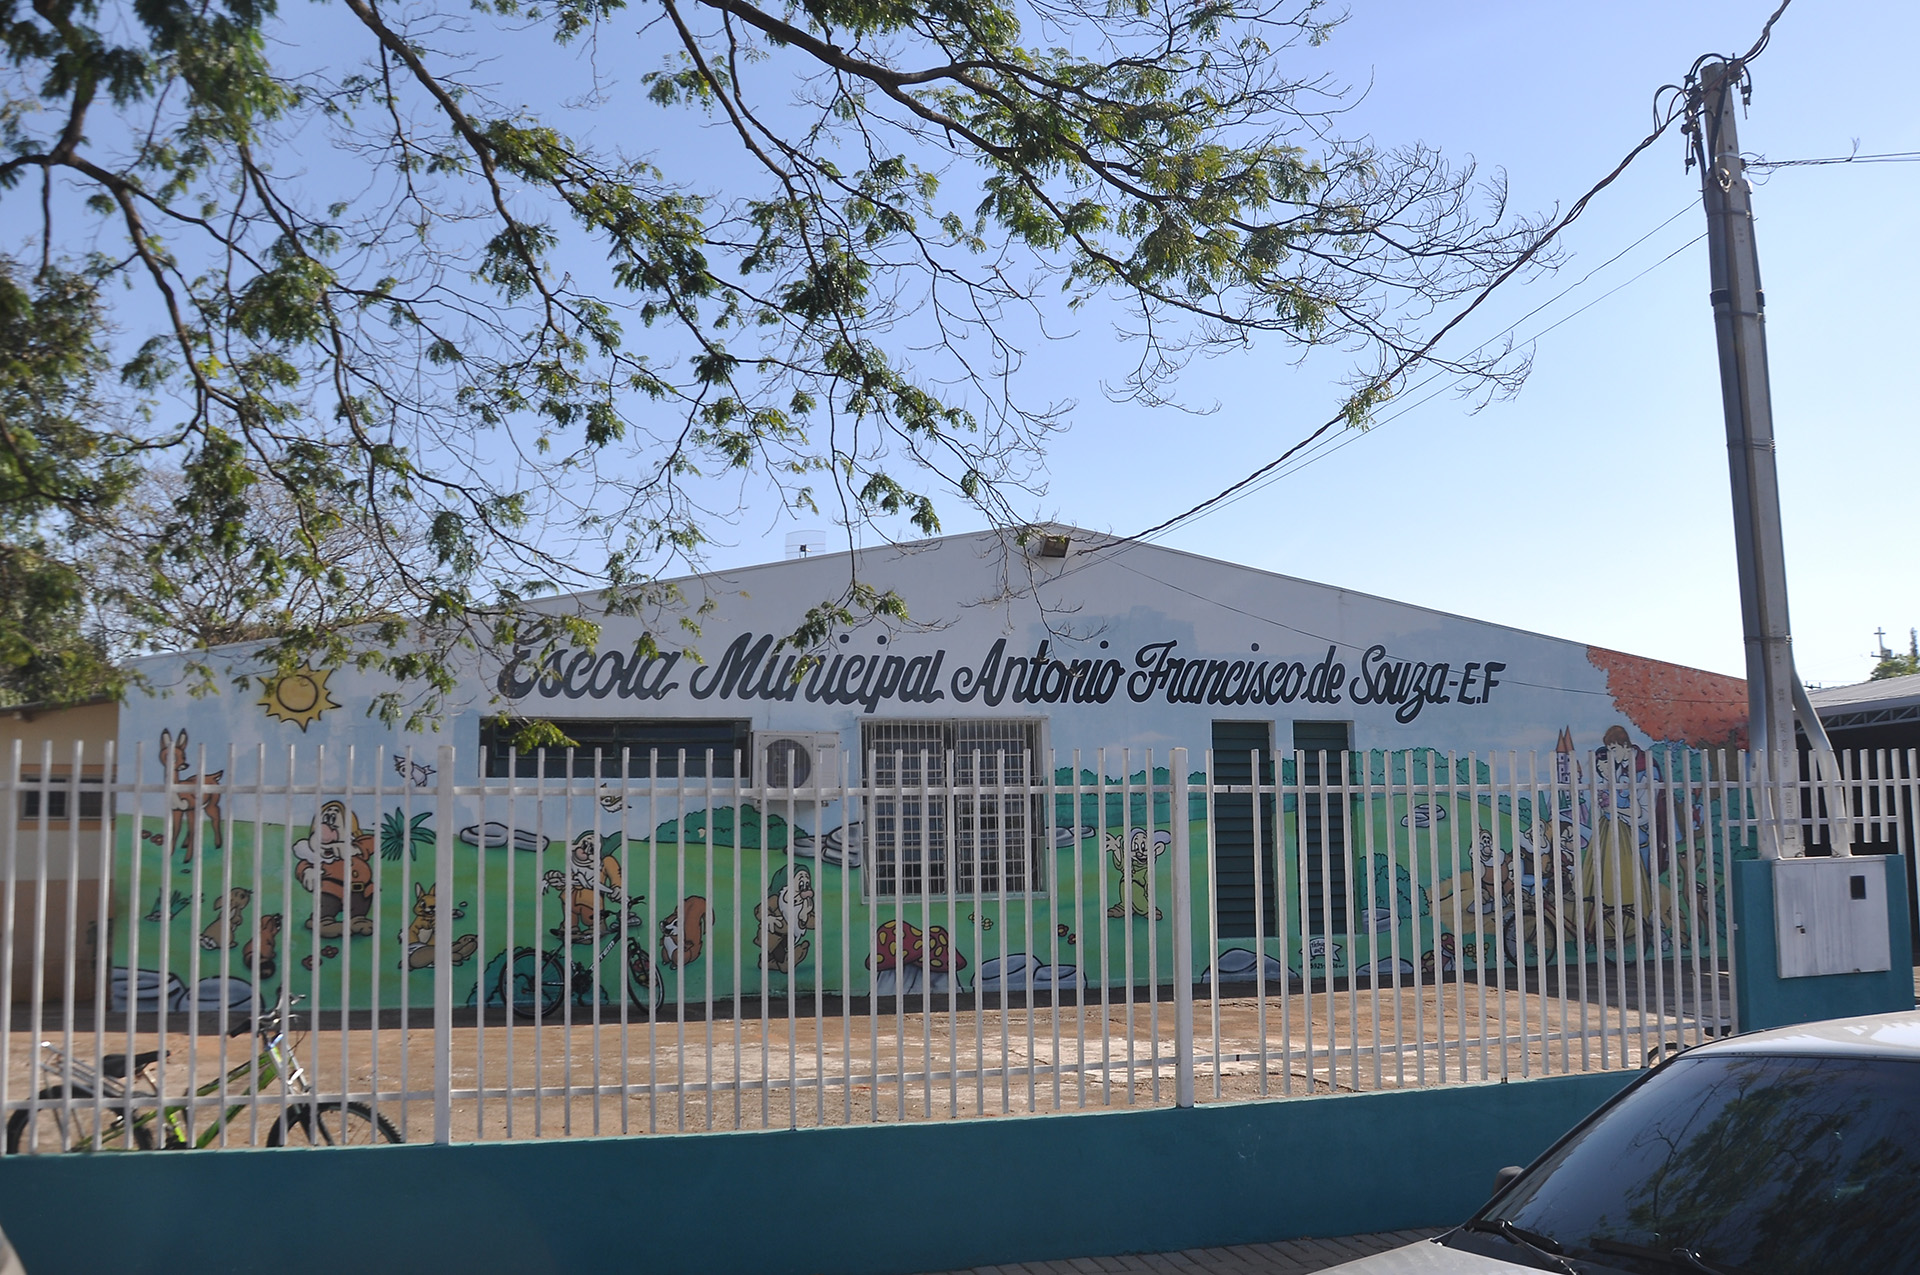 Escola Municipal Antonio Francisco de Souza-E.F